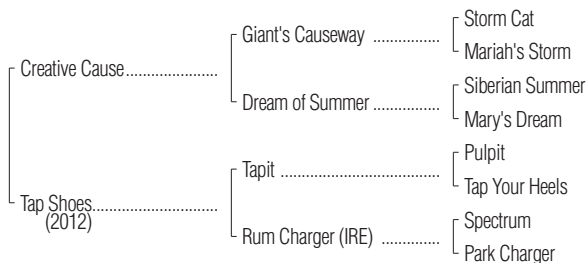 Storm Cat
Giant's Causeway
Mariah's Storm
Creative Cause
Siberian Summer
Dream of Summer
Mary's Dream
Pulpit
Tapit
Tap Your Heels
Tap Shoes
(2012)
Spectrum
Rum Charger (IRE)
Park Charger